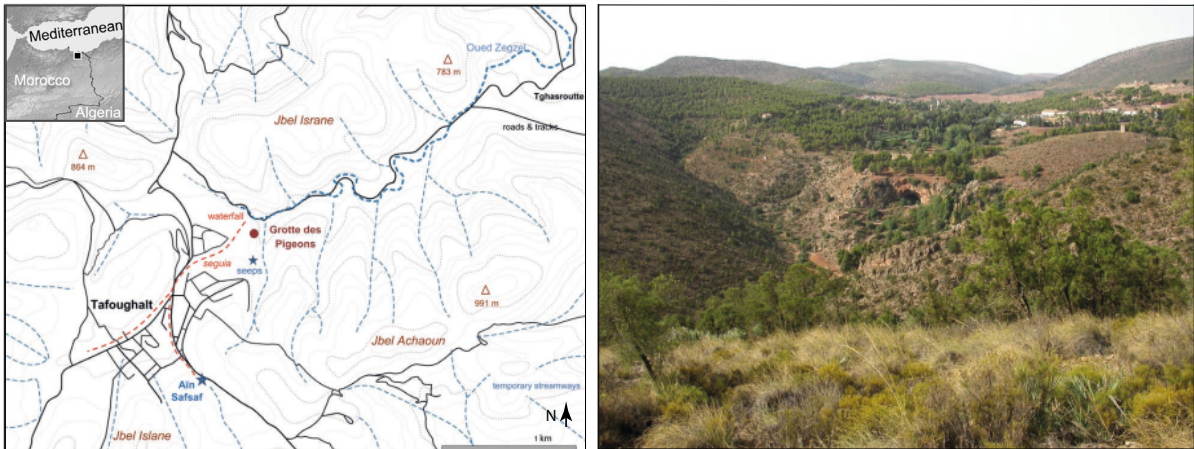 Mediterranean
Morocco
Algeria
Oued Zegzel
783 m
Tghasroutte
roads & tracks
Jbel Israne
864 m
waterfall
Grotte des
Pigeons
seguia
seeps
Tafoughalt
991 m
Jbel Achaoun
Aïn
Safsaf
temporary streamways
N
Jbel Islane
1 km